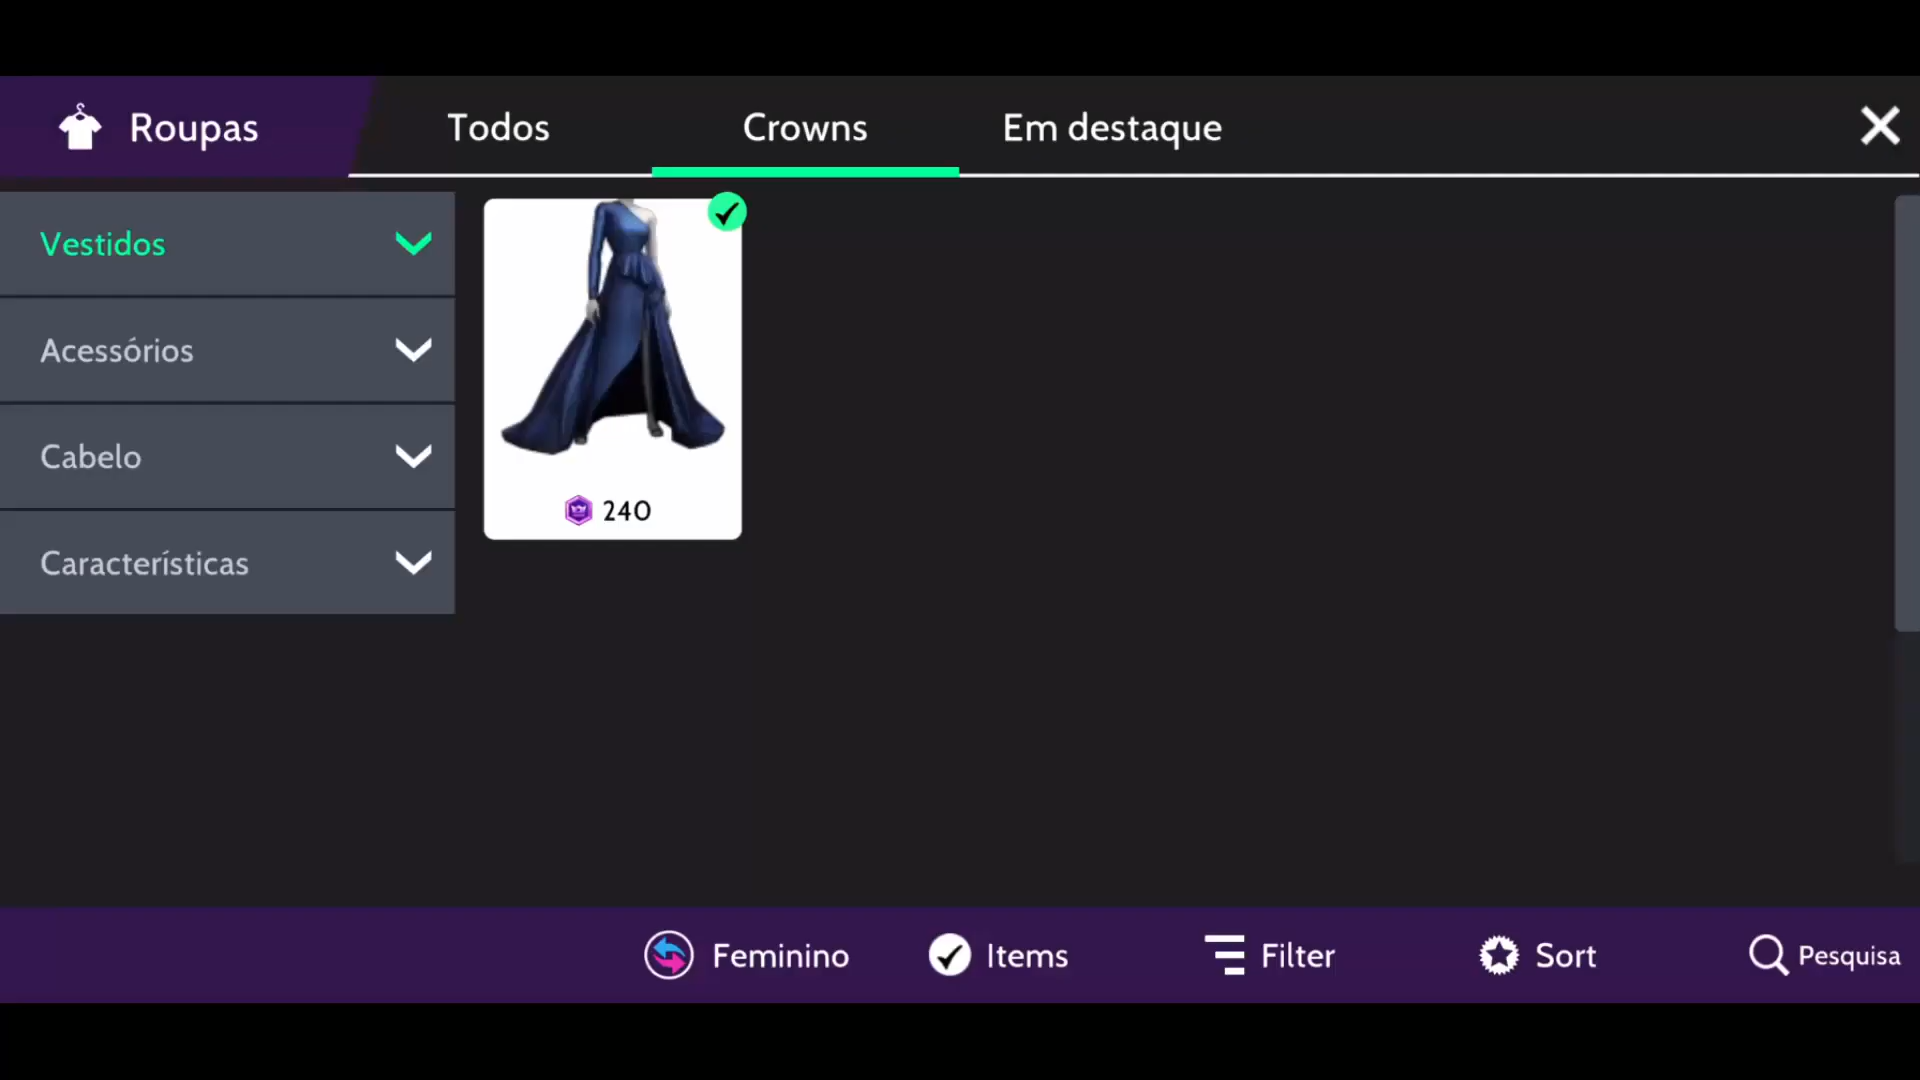 Roupas
Todos
Crowns
Em destaque
Vestidos
Acessórios
Cabelo
Características
240
Feminino
Items
Filter
Sort
Pesquisa